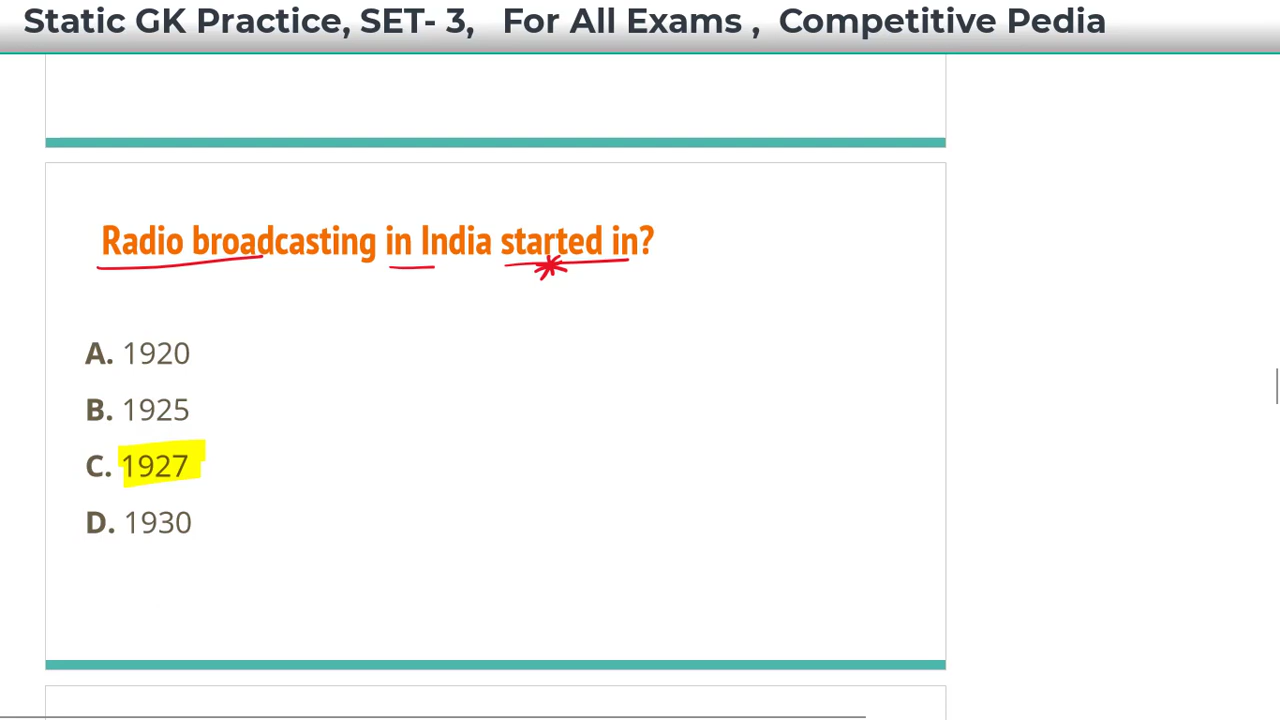 Static GK Practice, SET- 3, For All Exams , Competitive Pedia
Radio broadcasting in India started in?
A. 1920
B. 1925
C. 1927
D. 1930